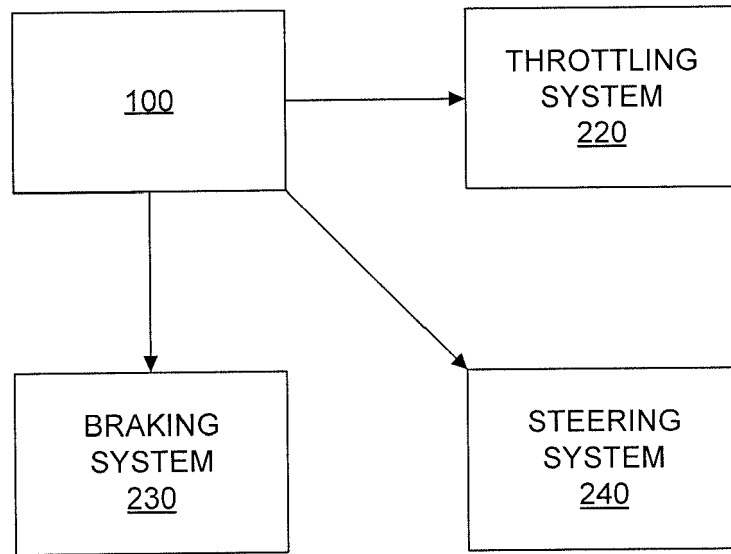 100
THROTTLING
SYSTEM
220
BRAKING
SYSTEM
230
STEERING
SYSTEM
240